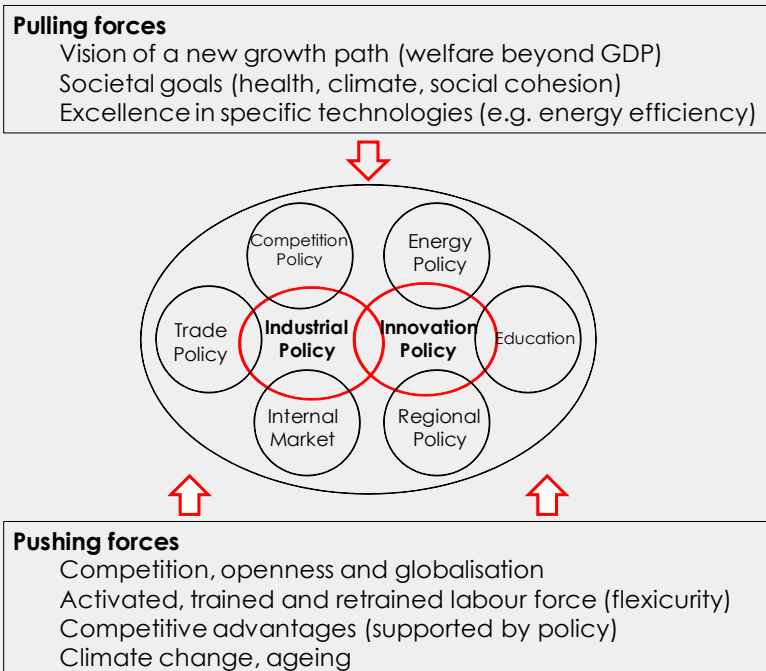 Pulling forces
Vision of a new growth path (welfare beyond GDP)
Societal goals (health, climate, social cohesion)
Excellence in specific technologies (e.g. energy efficiency)
Competition
Policy
Energy
Policy
Trade
Policy
Industrial
Policy
Innovation
Policy
Education
Internal
Market
Regional
Policy
Pushing forces
Competition, openness and globalisation
Activated, trained and retrained labour force (flexicurity)
Competitive advantages (supported by policy)
Climate change, ageing